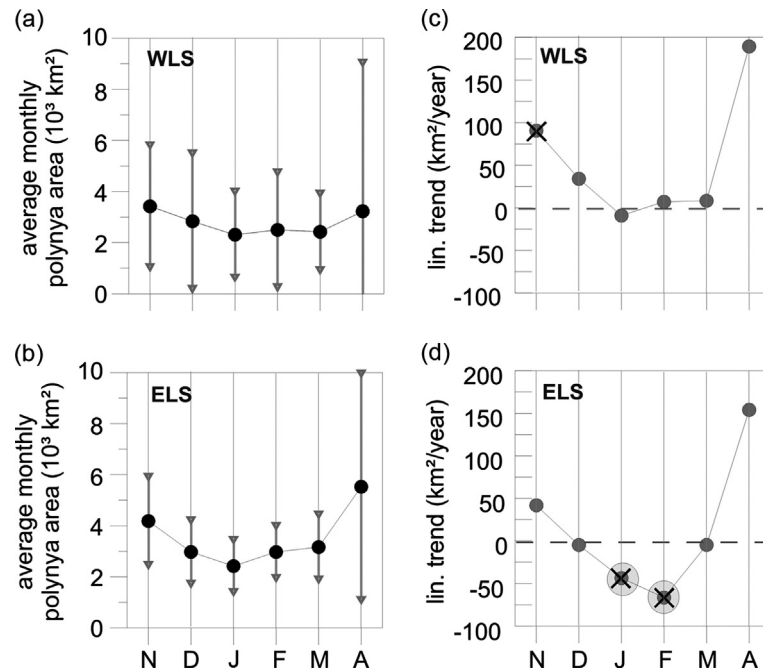 (a)
WLS
average monthly
polynya area (10³ km²)
10
8
6
4
2
0
(c)
WLS
lin. trend (km²/year)
200
150
100
50
0
-50
-100
(b)
ELS
average monthly
polynya area (10³ km²)
10
8
6
4
2
0
N D J F M A
(d)
ELS
lin. trend (km²/year)
200
150
100
50
0
-50
-100
N D J F M A